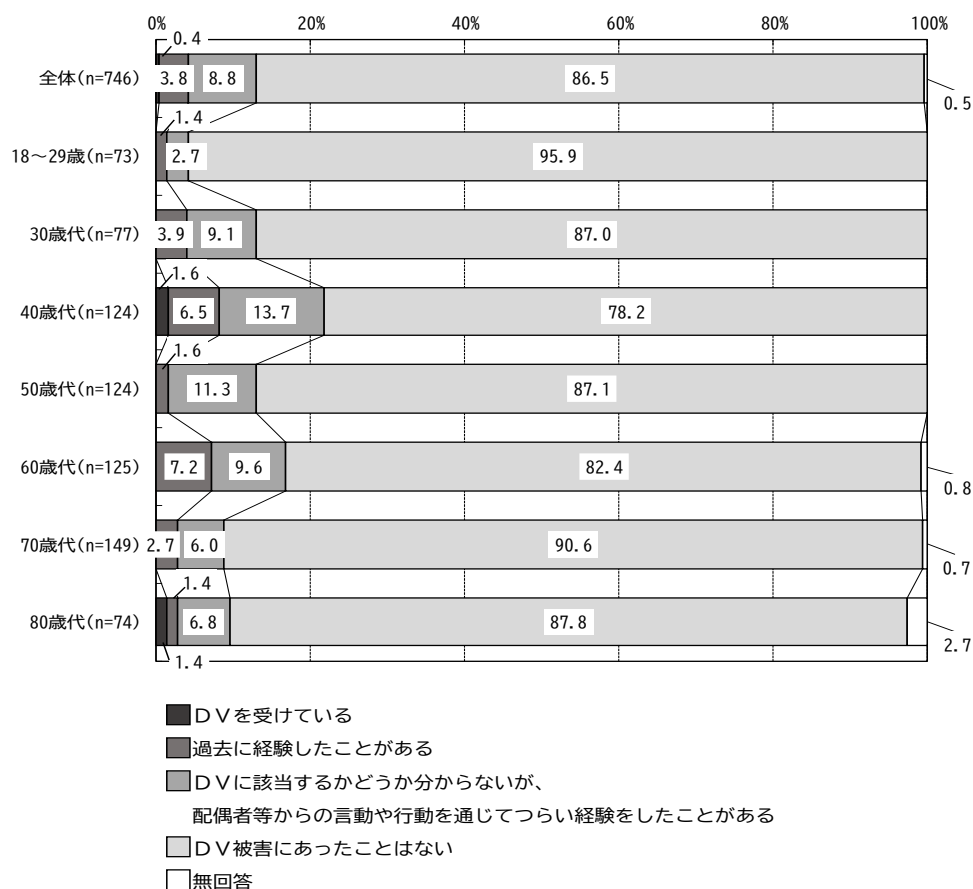 0% 20% 40% 60% 80% 100%
0.4
全体(n=746) 3.8 8.8 86.5
0.5
1.4
18～29歳(n=73) 2.7 95.9
30歳代(n=77) 3.9 9.1 87.0
1.6
40歳代(n=124) 6.5 13.7 78.2
1.6
50歳代(n=124) 11.3 87.1
60歳代(n=125) 7.2 9.6 82.4
0.8
70歳代(n=149) 2.7 6.0 90.6
0.7
1.4
80歳代(n=74) 6.8 87.8
2.7
1.4
ＤＶを受けている
過去に経験したことがある
ＤＶに該当するかどうか分からないが、
配偶者等からの言動や行動を通じてつらい経験をしたことがある
ＤＶ被害にあったことはない
無回答